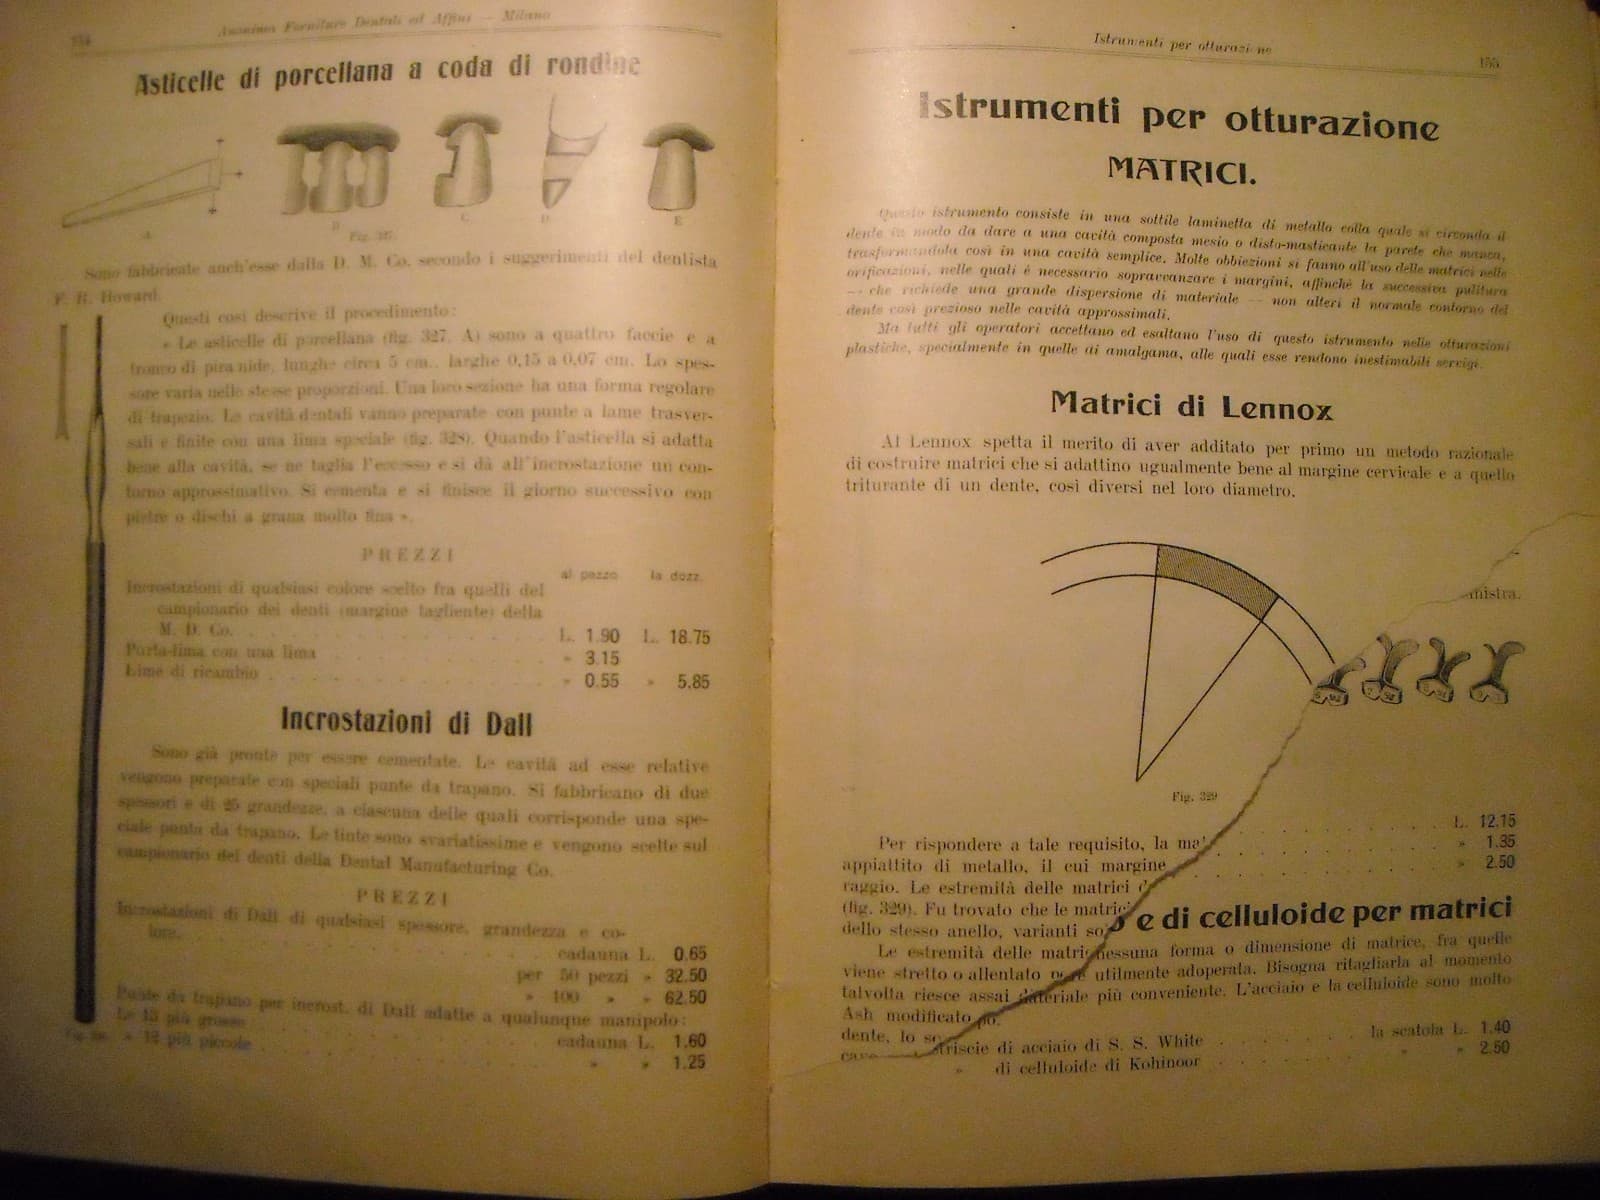 154
Anonima Forniture Dentali ed Affini — Milano
Asticelle di porcellana a coda di rondine
A
B
C
D
E
Fig. 327.
Sono fabbricate anch'esse dalla D. M. Co. secondo i suggerimenti del dentista
F. R. Howard.
Questi così descrive il procedimento:
« Le asticelle di porcellana (fig. 327, A) sono a quattro faccie e a
tronco di piramide, lunghe circa 5 cm., larghe 0,15 a 0,07 cm. Lo spes-
sore varia nelle stesse proporzioni. Una loro sezione ha una forma regolare
di trapezio. Le cavità dentali vanno preparate con punte a lame trasver-
sali e finite con una lima speciale (fig. 328). Quando l'asticella si adatta
bene alla cavità, se ne taglia l'eccesso e si dà all'incrostazione un con-
torno approssimativo. Si cementa e si finisce il giorno successivo con
pietre o dischi a grana molto fina ».
PREZZI
al pezzo la dozz.
Incrostazioni di qualsiasi colore scelto fra quelli del
campionario dei denti (margine tagliente) della
M. D. Co. L. 1.90 L. 18.75
Porta-lima con una lima » 3.15
Lime di ricambio » 0.55 » 5.85
Incrostazioni di Dall
Sono già pronte per essere cementate. Le cavità ad esse relative
vengono preparate con speciali punte da trapano. Si fabbricano di due
spessori e di 25 grandezze, a ciascuna delle quali corrisponde una spe-
ciale punta da trapano. Le tinte sono svariatissime e vengono scelte sul
campionario dei denti della Dental Manufacturing Co.
PREZZI
Incrostazioni di Dall di qualsiasi spessore, grandezza e co-
lore. cadauna L. 0.65
per 50 pezzi » 32.50
» 100 » » 62.50
Punte da trapano per incrost. di Dall adatte a qualunque manipolo:
Le 13 più grosse cadauna L. 1.60
» 12 più piccole » » 1.25
Istrumenti per otturazione
155
Istrumenti per otturazione
MATRICI.
Questo istrumento consiste in una sottile laminetta di metallo colla quale si circonda il
dente in modo da dare a una cavità composta mesio o disto-masticante la parete che manca,
trasformandola così in una cavità semplice. Molte obbiezioni si fanno all'uso delle matrici nelle
orificazioni, nelle quali è necessario sopravvanzare i margini, affinchè la successiva pulitura
— che richiede una grande dispersione di materiale — non alteri il normale contorno del
dente così prezioso nelle cavità approssimali.
Ma tutti gli operatori accettano ed esaltano l'uso di questo istrumento nelle otturazioni
plastiche, specialmente in quelle di amalgama, alle quali esse rendono inestimabili servigi.
Matrici di Lennox
Al Lennox spetta il merito di aver additato per primo un metodo razionale
di costruire matrici che si adattino ugualmente bene al margine cervicale e a quello
triturante di un dente, così diversi nel loro diametro.
nistra.
Fig. 329
L. 12.15
» 1.35
» 2.50
Per rispondere a tale requisito, la ma
appiattito di metallo, il cui margine
raggio. Le estremità delle matrici
(fig. 329). Fu trovato che le matrici
dello stesso anello, varianti so
Le estremità delle matric
viene stretto o allentato
talvolta riesce assai
Ash modificato
dente, lo
e di celluloide per matrici
nessuna forma o dimensione di matrice, fra quelle
utilmente adoperata. Bisogna ritagliarla al momento
ateriale più conveniente. L'acciaio e la celluloide sono molto
triscie di acciaio di S. S. White la scatola L. 1.40
» di celluloide di Kohinoor » » 2.50